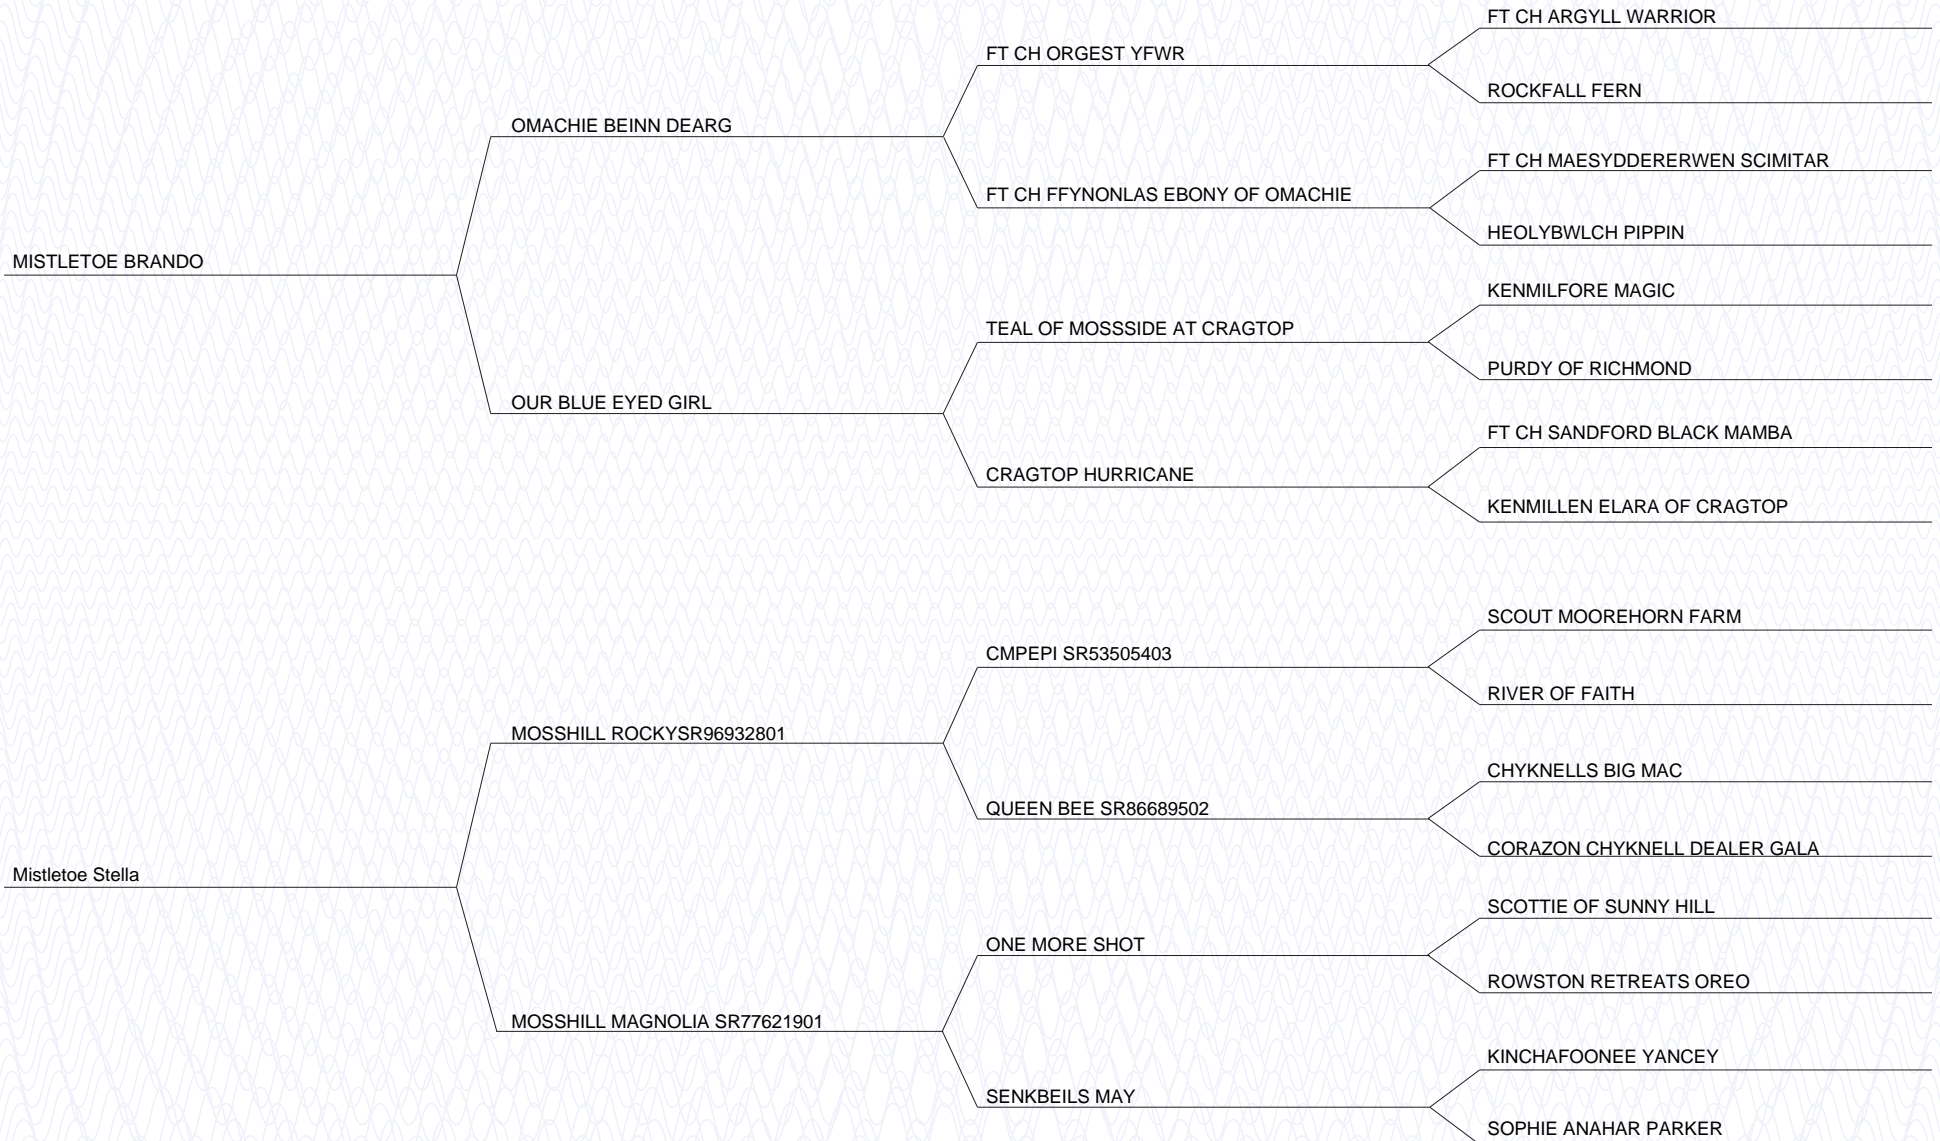 FT CH ARGYLL WARRIOR
FT CH ORGEST YFWR
ROCKFALL FERN
OMACHIE BEINN DEARG
FT CH MAESYDDERERWEN SCIMITAR
FT CH FFYNONLAS EBONY OF OMACHIE
HEOLYBWLCH PIPPIN
MISTLETOE BRANDO
KENMILFORE MAGIC
TEAL OF MOSSSIDE AT CRAGTOP
PURDY OF RICHMOND
OUR BLUE EYED GIRL
FT CH SANDFORD BLACK MAMBA
CRAGTOP HURRICANE
KENMILLEN ELARA OF CRAGTOP
SCOUT MOOREHORN FARM
CMPEPI SR53505403
RIVER OF FAITH
MOSSHILL ROCKYSR96932801
CHYKNELLS BIG MAC
QUEEN BEE SR86689502
CORAZON CHYKNELL DEALER GALA
Mistletoe Stella
SCOTTIE OF SUNNY HILL
ONE MORE SHOT
ROWSTON RETREATS OREO
MOSSHILL MAGNOLIA SR77621901
KINCHAFOONEE YANCEY
SENKBEILS MAY
SOPHIE ANAHAR PARKER